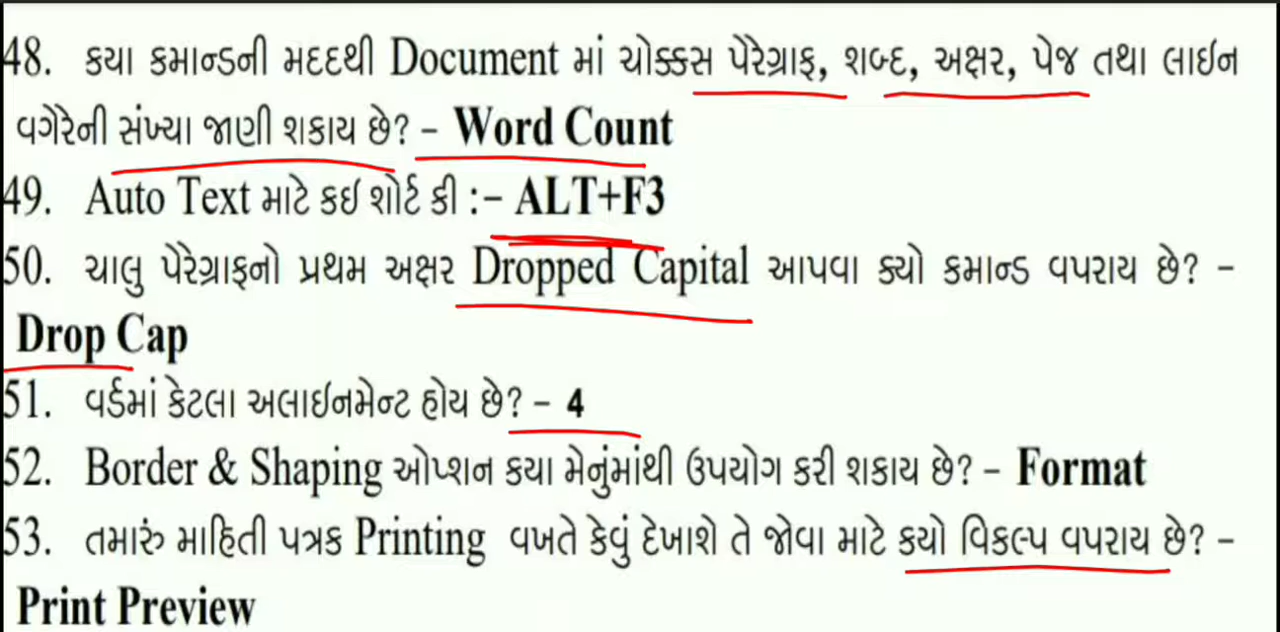 48. કયા કમાન્ડની મદદથી Document માં ચોક્કસ પેરેગ્રાફ, શબ્દ, અક્ષર, પેજ તથા લાઈન
વગેરેની સંખ્યા જાણી શકાય છે? – Word Count
49. Auto Text માટે કઇ શોર્ટ કી :– ALT+F3
50. ચાલુ પેરેગ્રાફનો પ્રથમ અક્ષર Dropped Capital આપવા ક્યો કમાન્ડ વપરાય છે? –
Drop Cap
51. વર્ડમાં કેટલા અલાઈનમેન્ટ હોય છે? – 4
52. Border & Shaping ઓપ્શન કયા મેનુંમાંથી ઉપયોગ કરી શકાય છે? – Format
53. તમારું માહિતી પત્રક Printing વખતે કેવું દેખાશે તે જોવા માટે કયો વિકલ્પ વપરાય છે? –
Print Preview